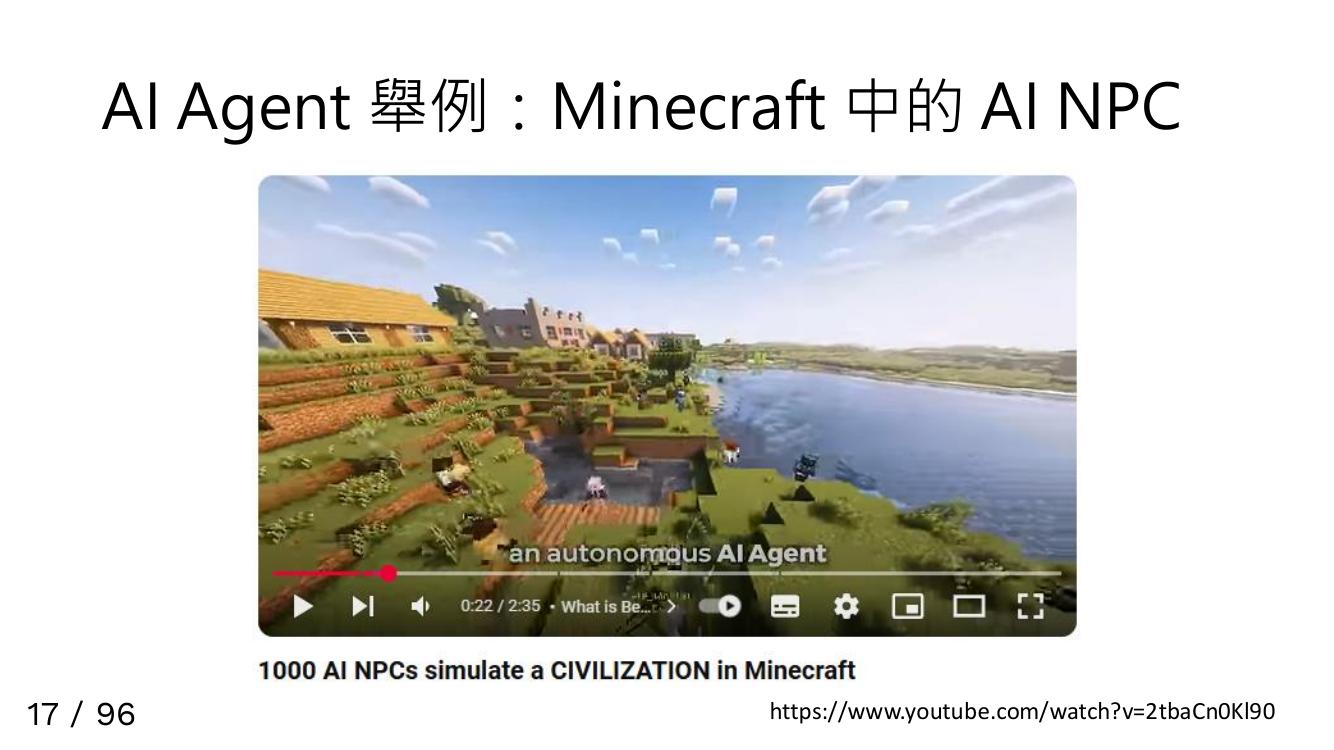 AI Agent 舉例：Minecraft 中的 AI NPC
an autonomous AI Agent
0:22 / 2:35 • What is Be...
1000 AI NPCs simulate a CIVILIZATION in Minecraft
17 / 96
https://www.youtube.com/watch?v=2tbaCn0Kl90